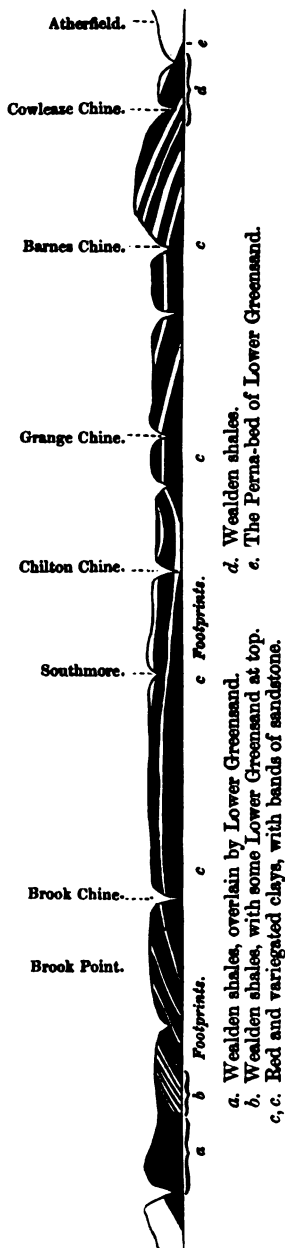 Atherfield.
Cowleaze Chine.
Barnes Chine.
Grange Chine.
Chilton Chine.
Southmore.
Brook Chine.
Brook Point.
a
b
Footprints.
c
c
Footprints.
c
c
d
e
a. Wealden shales, overlain by Lower Greensand.
b. Wealden shales, with some Lower Greensand at top.
c, c. Red and variegated clays, with bands of sandstone.
d. Wealden shales.
e. The Perna-bed of Lower Greensand.